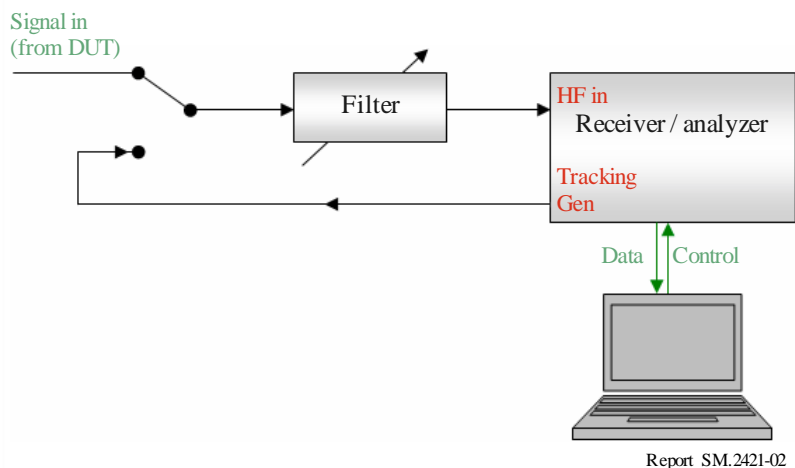 Signal in
(from DUT)
Filter
HF in
Receiver / analyzer
Tracking
Gen
Data
Control
Report SM.2421-02